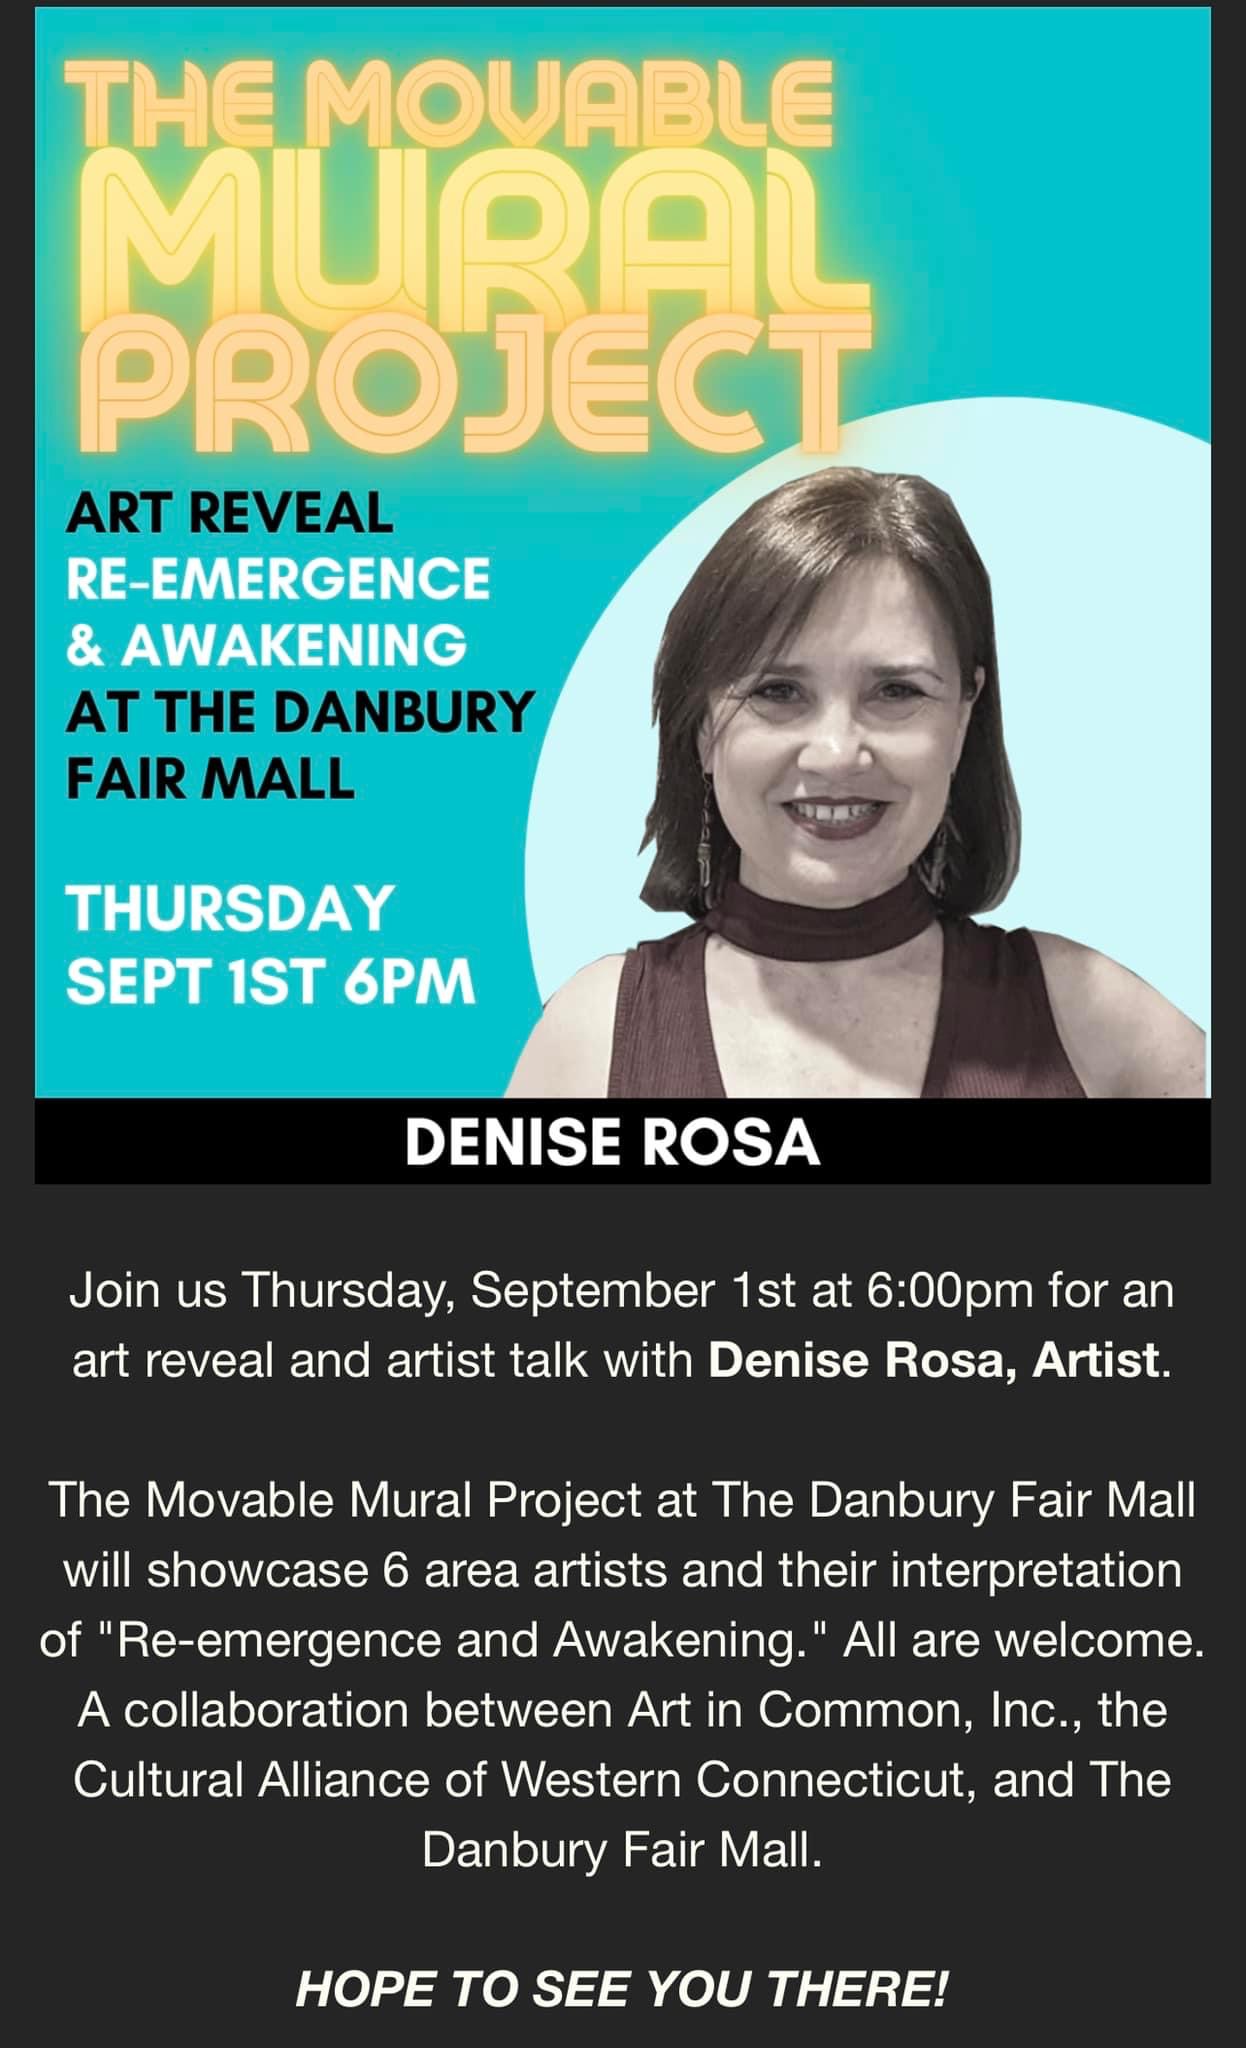 THE MOVABLE
MURAL
PROJECT
ART REVEAL
RE-EMERGENCE
& AWAKENING
AT THE DANBURY
FAIR MALL
THURSDAY
SEPT 1ST 6PM
DENISE ROSA
Join us Thursday, September 1st at 6:00pm for an
art reveal and artist talk with Denise Rosa, Artist.
The Movable Mural Project at The Danbury Fair Mall
will showcase 6 area artists and their interpretation
of "Re-emergence and Awakening." All are welcome.
A collaboration between Art in Common, Inc., the
Cultural Alliance of Western Connecticut, and The
Danbury Fair Mall.
HOPE TO SEE YOU THERE!